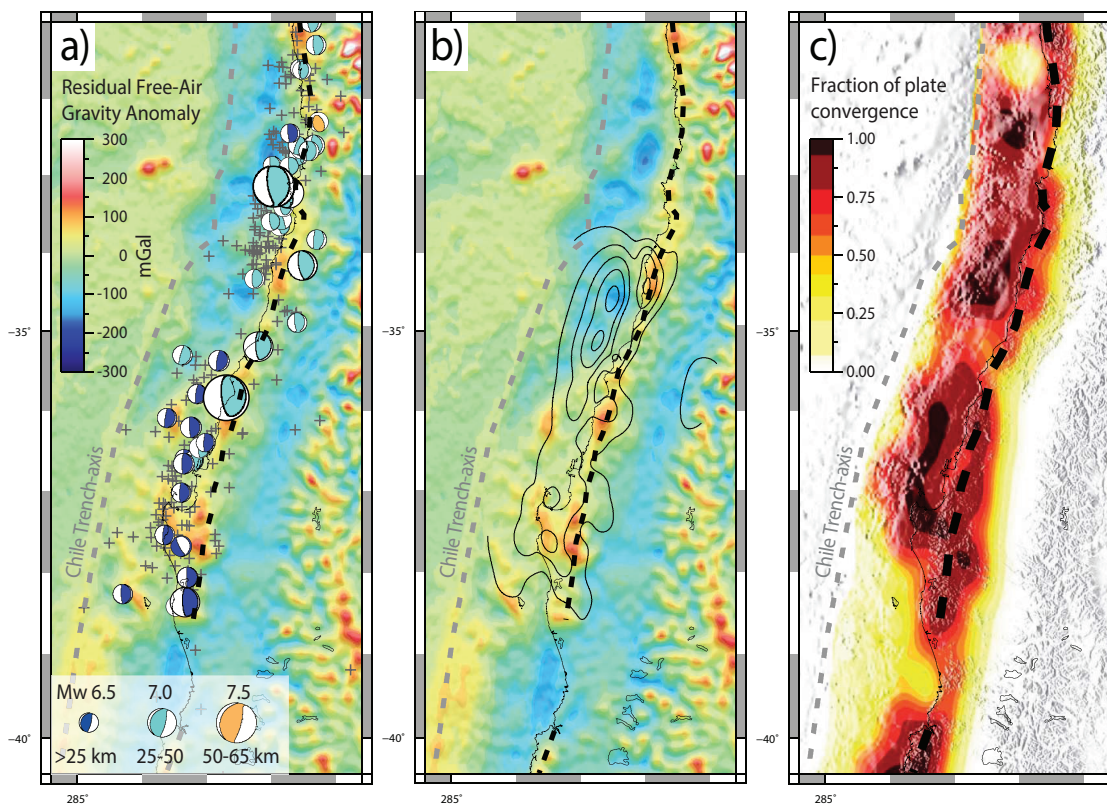 a)
Residual Free-Air
Gravity Anomaly
300
200
100
0
-100
-200
-300
mGal
Chile Trench-axis
−35˚
−40˚
Mw 6.5
7.0
7.5
>25 km
25-50
50-65 km
285˚
b)
Chile Trench-axis
−35˚
−40˚
285˚
c)
Fraction of plate
convergence
1.00
0.75
0.50
0.25
0.00
Chile Trench-axis
−35˚
−40˚
285˚